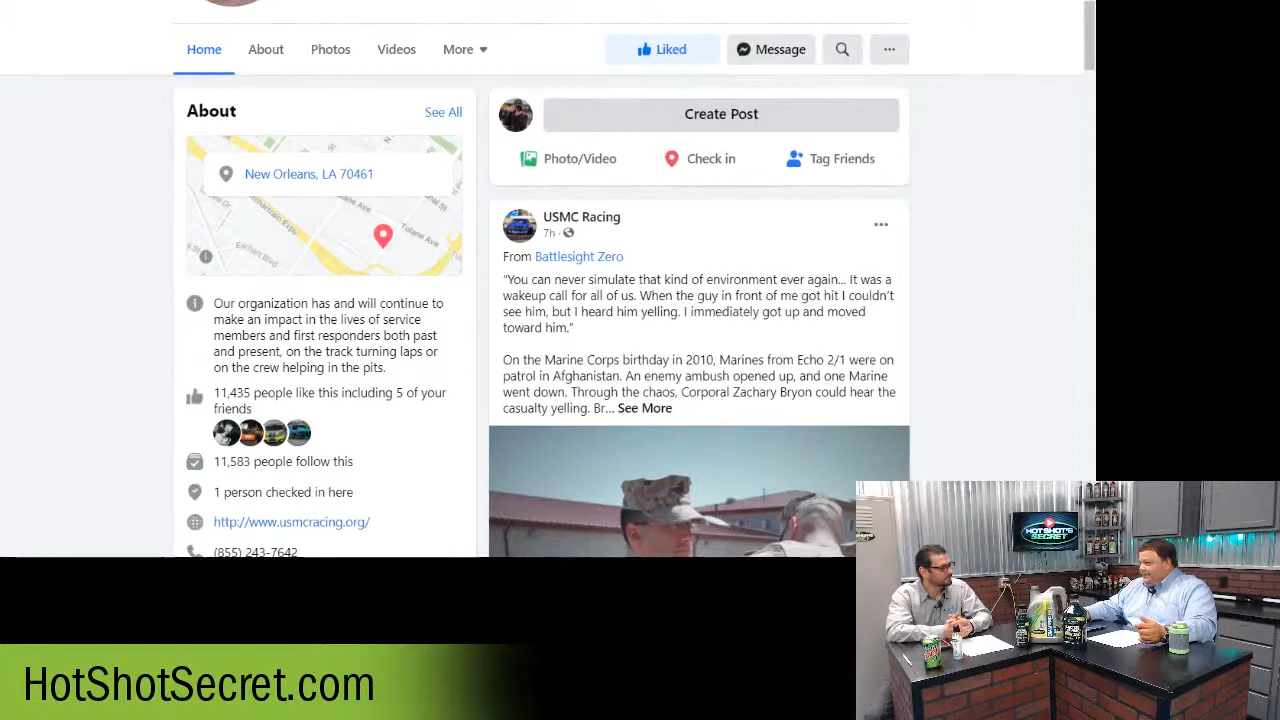 Home About Photos Videos More Liked Message
About See All
New Orleans, LA 70461
Tulane Ave
Earhart Blvd
Our organization has and will continue to
make an impact in the lives of service
members and first responders both past
and present, on the track turning laps or
on the crew helping in the pits.
11,435 people like this including 5 of your
friends
11,583 people follow this
1 person checked in here
http://www.usmcracing.org/
(855) 243-7642
Create Post
Photo/Video Check in Tag Friends
USMC Racing
7h ·
From Battlesight Zero
“You can never simulate that kind of environment ever again... It was a
wakeup call for all of us. When the guy in front of me got hit I couldn’t
see him, but I heard him yelling. I immediately got up and moved
toward him.”
On the Marine Corps birthday in 2010, Marines from Echo 2/1 were on
patrol in Afghanistan. An enemy ambush opened up, and one Marine
went down. Through the chaos, Corporal Zachary Bryon could hear the
casualty yelling. Br... See More
HOTSHOT'S
SECRET
HotShotSecret.com